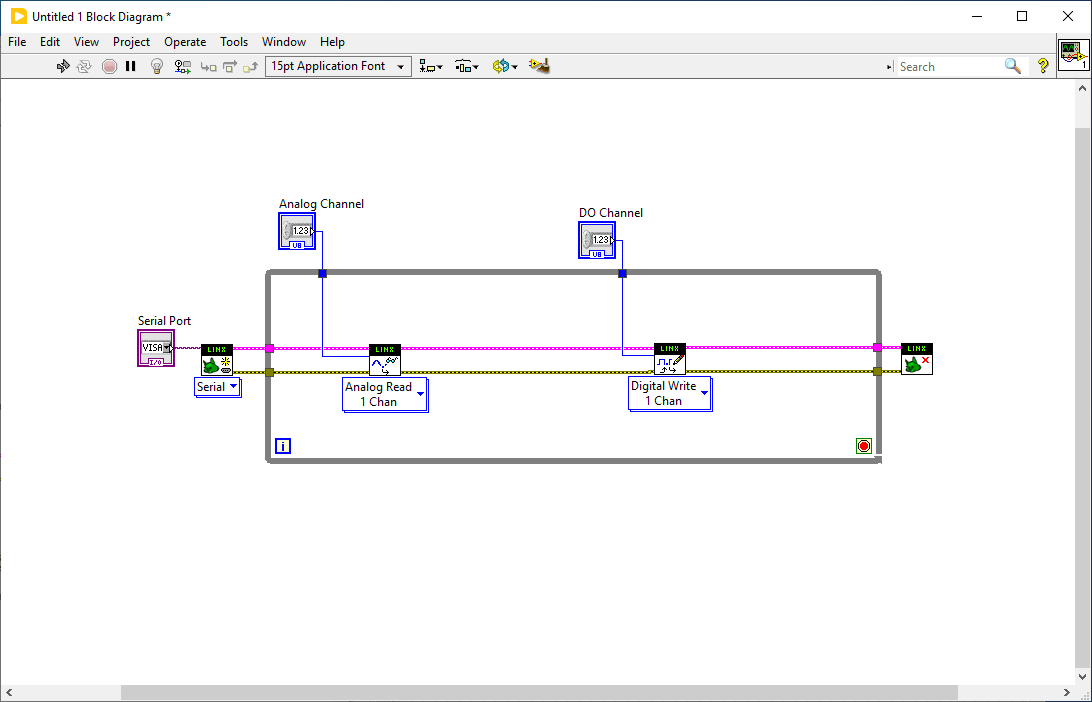 Untitled 1 Block Diagram *
File Edit View Project Operate Tools Window Help
15pt Application Font
Search
1
Analog Channel
1.23
U8
DO Channel
1.23
U8
Serial Port
VISA
I/O
LINX
Serial
LINX
Analog Read
1 Chan
LINX
Digital Write
1 Chan
LINX
i